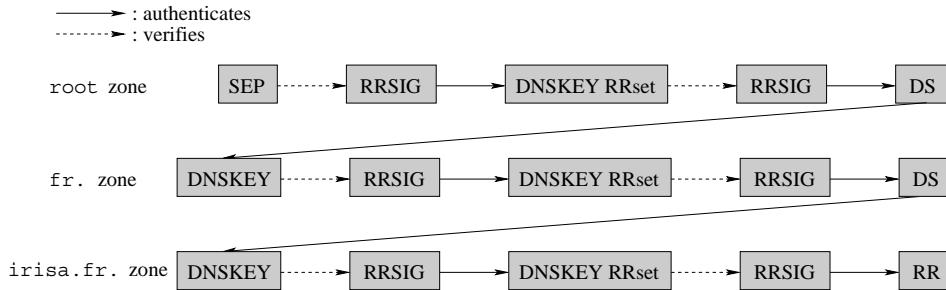 : authenticates
: verifies
root zone SEP RRSIG DNSKEY RRset RRSIG DS
fr. zone DNSKEY RRSIG DNSKEY RRset RRSIG DS
irisa.fr. zone DNSKEY RRSIG DNSKEY RRset RRSIG RR